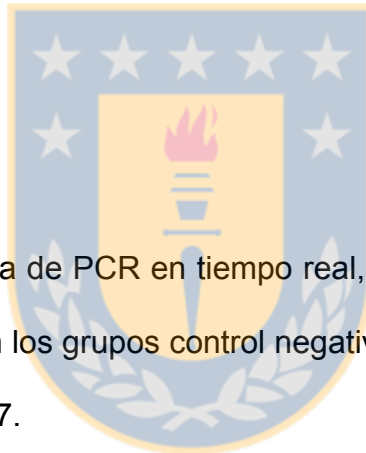 a de PCR en tiempo real,
los grupos control negativ
7.